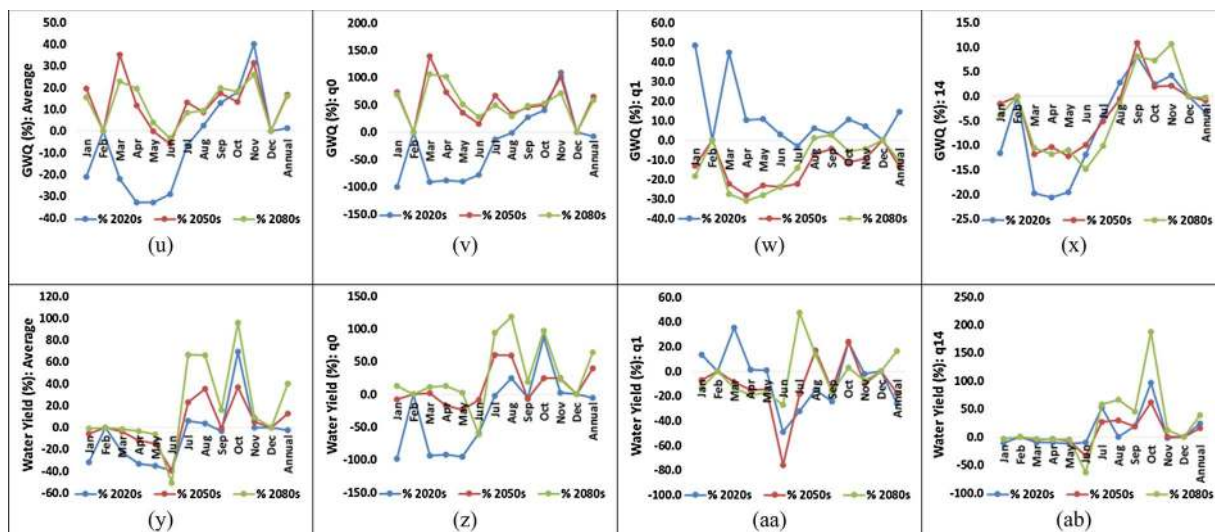 GWQ (%): Average
50.0
40.0
30.0
20.0
10.0
0.0
-10.0
-20.0
-30.0
-40.0
Jan Feb Mar Apr May Jun Jul Aug Sep Oct Nov Dec Annual
% 2020s % 2050s % 2080s
(u)
GWQ (%): q0
200.0
150.0
100.0
50.0
0.0
-50.0
-100.0
-150.0
Jan Feb Mar Apr May Jun Jul Aug Sep Oct Nov Dec Annual
% 2020s % 2050s % 2080s
(v)
GWQ (%): q1
60.0
50.0
40.0
30.0
20.0
10.0
0.0
-10.0
-20.0
-30.0
-40.0
Jan Feb Mar Apr May Jun Jul Aug Sep Oct Nov Dec Annual
% 2020s % 2050s % 2080s
(w)
GWQ (%): 14
15.0
10.0
5.0
0.0
-5.0
-10.0
-15.0
-20.0
-25.0
Jan Feb Mar Apr May Jun Jul Aug Sep Oct Nov Dec Annual
% 2020s % 2050s % 2080s
(x)
Water Yield (%): Average
120.0
100.0
80.0
60.0
40.0
20.0
0.0
-20.0
-40.0
-60.0
Jan Feb Mar Apr May Jun Jul Aug Sep Oct Nov Dec Annual
% 2020s % 2050s % 2080s
(y)
Water Yield (%): q0
150.0
100.0
50.0
0.0
-50.0
-100.0
-150.0
Jan Feb Mar Apr May Jun Jul Aug Sep Oct Nov Dec Annual
% 2020s % 2050s % 2080s
(z)
Water Yield (%): q1
60.0
40.0
20.0
0.0
-20.0
-40.0
-60.0
-80.0
-100.0
Jan Feb Mar Apr May Jun Jul Aug Sep Oct Nov Dec Annual
% 2020s % 2050s % 2080s
(aa)
Water Yield (%): q14
250.0
200.0
150.0
100.0
50.0
0.0
-50.0
-100.0
Jan Feb Mar Apr May Jun Jul Aug Sep Oct Nov Dec Annual
% 2020s % 2050s % 2080s
(ab)